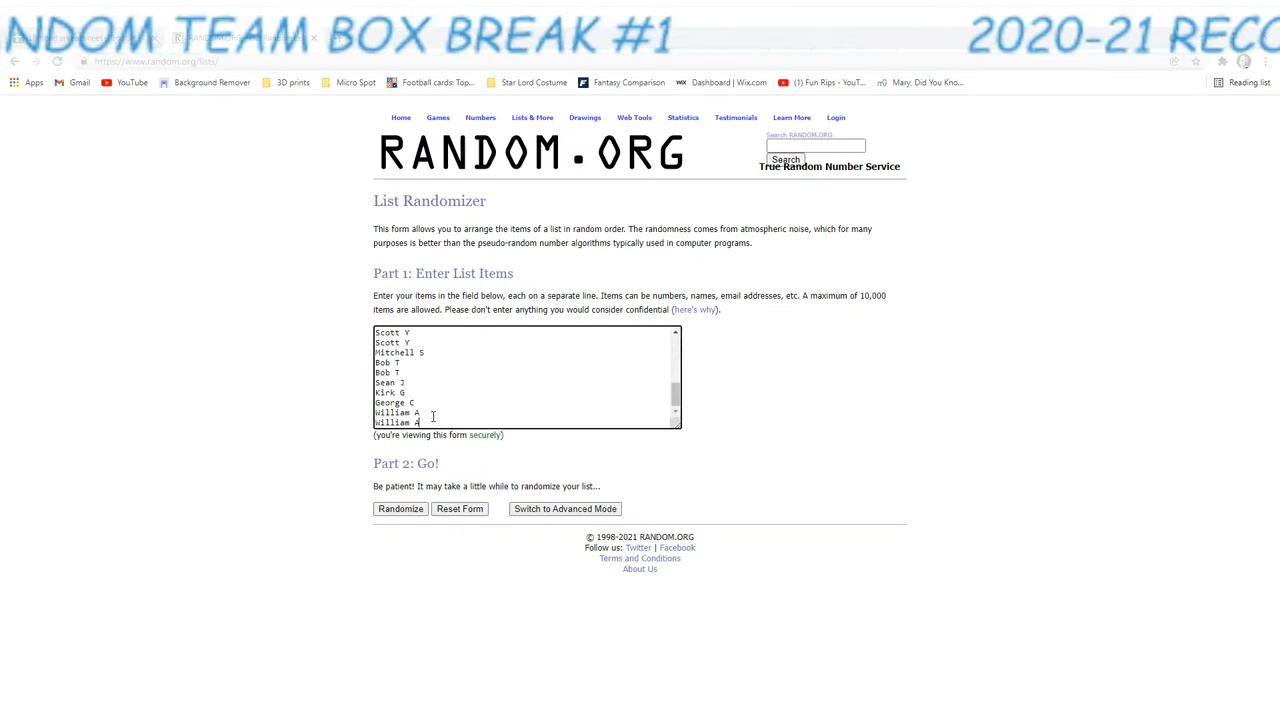 NDOM TEAM BOX BREAK #1 2020-21 RECO
https://www.random.org/lists/
Apps Gmail YouTube Background Remover 3D prints Micro Spot Football cards: Top... Star Lord Costume Fantasy Comparison WIX Dashboard | Wix.com (1) Fun Rips - YouT... Mary, Did You Kno... Reading list
Home Games Numbers Lists & More Drawings Web Tools Statistics Testimonials Learn More Login
RANDOM.ORG
Search RANDOM.ORG
Search
True Random Number Service
List Randomizer
This form allows you to arrange the items of a list in random order. The randomness comes from atmospheric noise, which for many
purposes is better than the pseudo-random number algorithms typically used in computer programs.
Part 1: Enter List Items
Enter your items in the field below, each on a separate line. Items can be numbers, names, email addresses, etc. A maximum of 10,000
items are allowed. Please don't enter anything you would consider confidential (here's why).
Scott Y
Scott Y
Mitchell S
Bob T
Bob T
Sean J
Kirk G
George C
William A
William A
(you're viewing this form securely)
Part 2: Go!
Be patient! It may take a little while to randomize your list...
Randomize Reset Form Switch to Advanced Mode
© 1998-2021 RANDOM.ORG
Follow us: Twitter | Facebook
Terms and Conditions
About Us